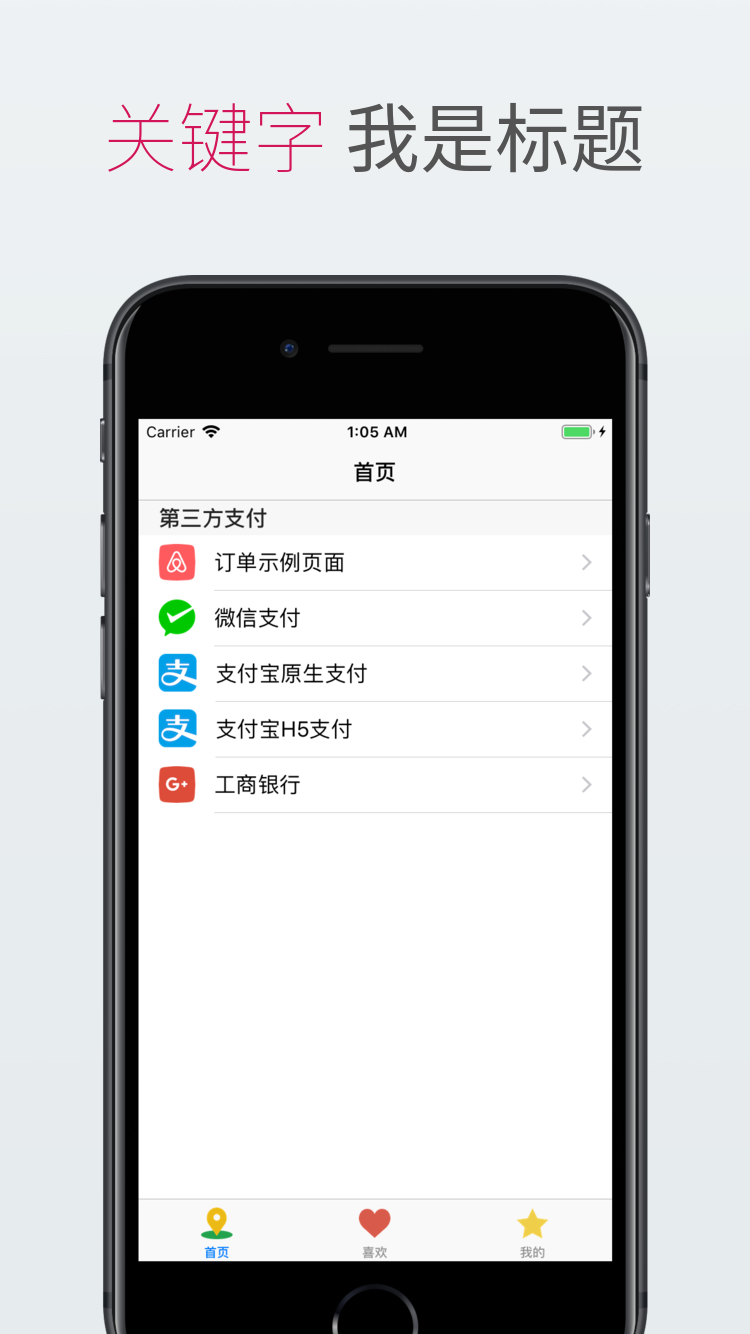 关键字 我是标题
Carrier 1:05 AM
首页
第三方支付
订单示例页面
微信支付
支 支付宝原生支付
支 支付宝H5支付
G+ 工商银行
首页 喜欢 我的